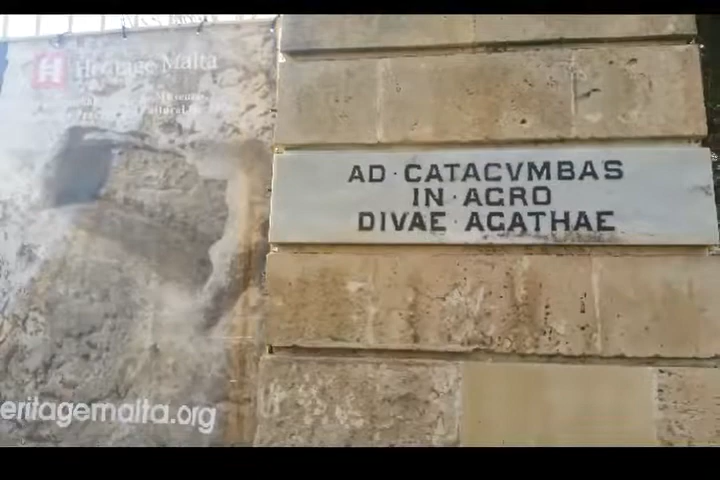 Heritage Malta
AD · CATACVMBAS
IN · AGRO
DIVAE · AGATHAE
eritagemalta.org